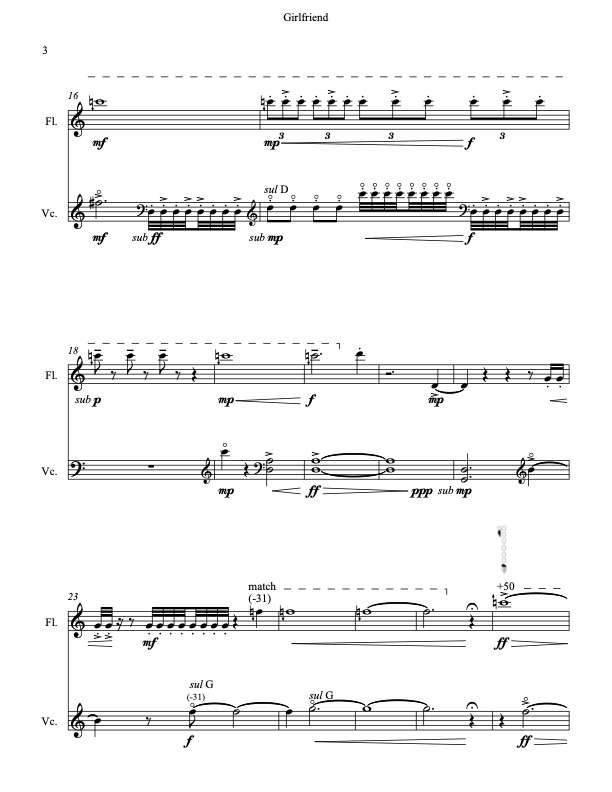 Girlfriend
3
16
Fl.
mf
mp
3
3
3
f
3
sul D
Vc.
mf
sub ff
sub mp
f
18
Fl.
sub p
mp
f
mp
Vc.
mp
ff
ppp
sub mp
23
match
(-31)
+50
Fl.
mf
ff
sul G
(-31)
sul G
Vc.
f
ff